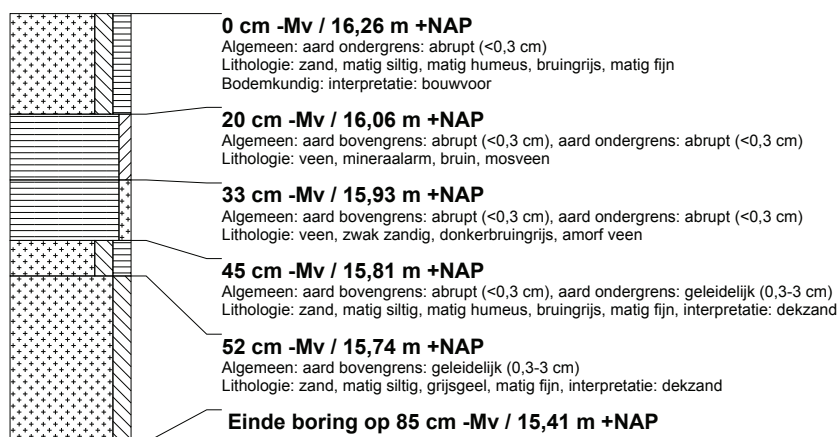 0 cm -Mv / 16,26 m +NAP
Algemeen: aard ondergrens: abrupt (<0,3 cm)
Lithologie: zand, matig siltig, matig humeus, bruingrijs, matig fijn
Bodemkundig: interpretatie: bouwvoor
20 cm -Mv / 16,06 m +NAP
Algemeen: aard bovengrens: abrupt (<0,3 cm), aard ondergrens: abrupt (<0,3 cm)
Lithologie: veen, mineraalarm, bruin, mosveen
33 cm -Mv / 15,93 m +NAP
Algemeen: aard bovengrens: abrupt (<0,3 cm), aard ondergrens: abrupt (<0,3 cm)
Lithologie: veen, zwak zandig, donkerbruingrijs, amorf veen
45 cm -Mv / 15,81 m +NAP
Algemeen: aard bovengrens: abrupt (<0,3 cm), aard ondergrens: geleidelijk (0,3-3 cm)
Lithologie: zand, matig siltig, matig humeus, bruingrijs, matig fijn, interpretatie: dekzand
52 cm -Mv / 15,74 m +NAP
Algemeen: aard bovengrens: geleidelijk (0,3-3 cm)
Lithologie: zand, matig siltig, grijsgeel, matig fijn, interpretatie: dekzand
Einde boring op 85 cm -Mv / 15,41 m +NAP